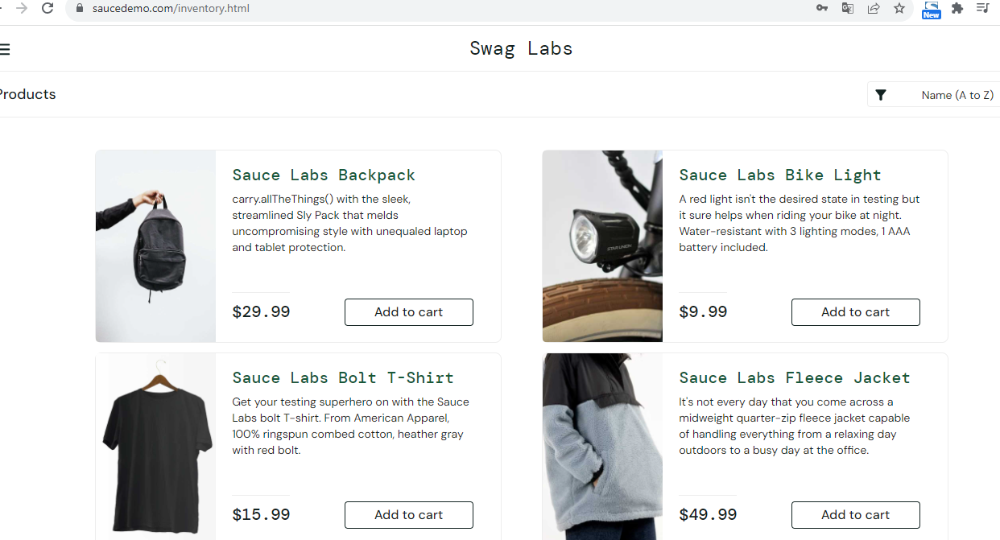 saucedemo.com/inventory.html
New
Swag Labs
Products
Name (A to Z)
Sauce Labs Backpack
carry.allTheThings() with the sleek,
streamlined Sly Pack that melds
uncompromising style with unequaled laptop
and tablet protection.
$29.99
Add to cart
Sauce Labs Bike Light
A red light isn't the desired state in testing but
it sure helps when riding your bike at night.
Water-resistant with 3 lighting modes, 1 AAA
battery included.
STAR UNION
$9.99
Add to cart
Sauce Labs Bolt T-Shirt
Get your testing superhero on with the Sauce
Labs bolt T-shirt. From American Apparel,
100% ringspun combed cotton, heather gray
with red bolt.
$15.99
Add to cart
Sauce Labs Fleece Jacket
It's not every day that you come across a
midweight quarter-zip fleece jacket capable
of handling everything from a relaxing day
outdoors to a busy day at the office.
$49.99
Add to cart